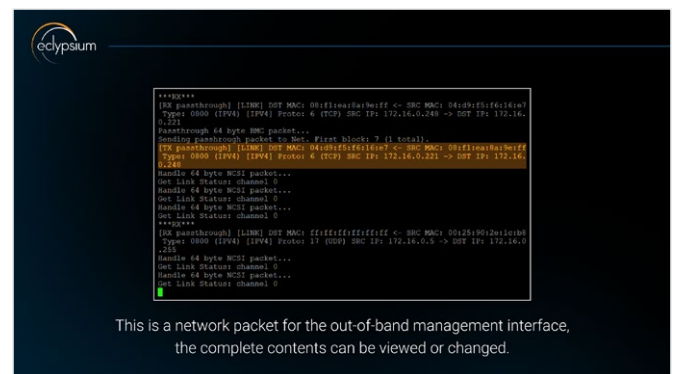 eclypsium
***RX***
[RX passthrough] [LINK] DST MAC: 08:f1:ea:8a:9e:ff <- SRC MAC: 04:d9:f5:f6:16:e7
Type: 0800 (IPV4) [IPV4] Proto: 6 (TCP) SRC IP: 172.16.0.248 -> DST IP: 172.16.
0.221
Passthrough 64 byte BMC packet...
Sending passhrough packet to Net. First block: 7 (1 total).
[TX passthrough] [LINK] DST MAC: 04:d9:f5:f6:16:e7 <- SRC MAC: 08:f1:ea:8a:9e:ff
Type: 0800 (IPV4) [IPV4] Proto: 6 (TCP) SRC IP: 172.16.0.221 -> DST IP: 172.16.
0.248
Handle 64 byte NCSI packet...
Get Link Status: channel 0
Handle 64 byte NCSI packet...
Get Link Status: channel 0
Handle 64 byte NCSI packet...
Get Link Status: channel 0
***RX***
[RX passthrough] [LINK] DST MAC: ff:ff:ff:ff:ff:ff <- SRC MAC: 00:25:90:2e:1c:b8
Type: 0800 (IPV4) [IPV4] Proto: 17 (UDP) SRC IP: 172.16.0.5 -> DST IP: 172.16.0
.255
Handle 64 byte NCSI packet...
Get Link Status: channel 0
Handle 64 byte NCSI packet...
Get Link Status: channel 0
This is a network packet for the out-of-band management interface,
the complete contents can be viewed or changed.